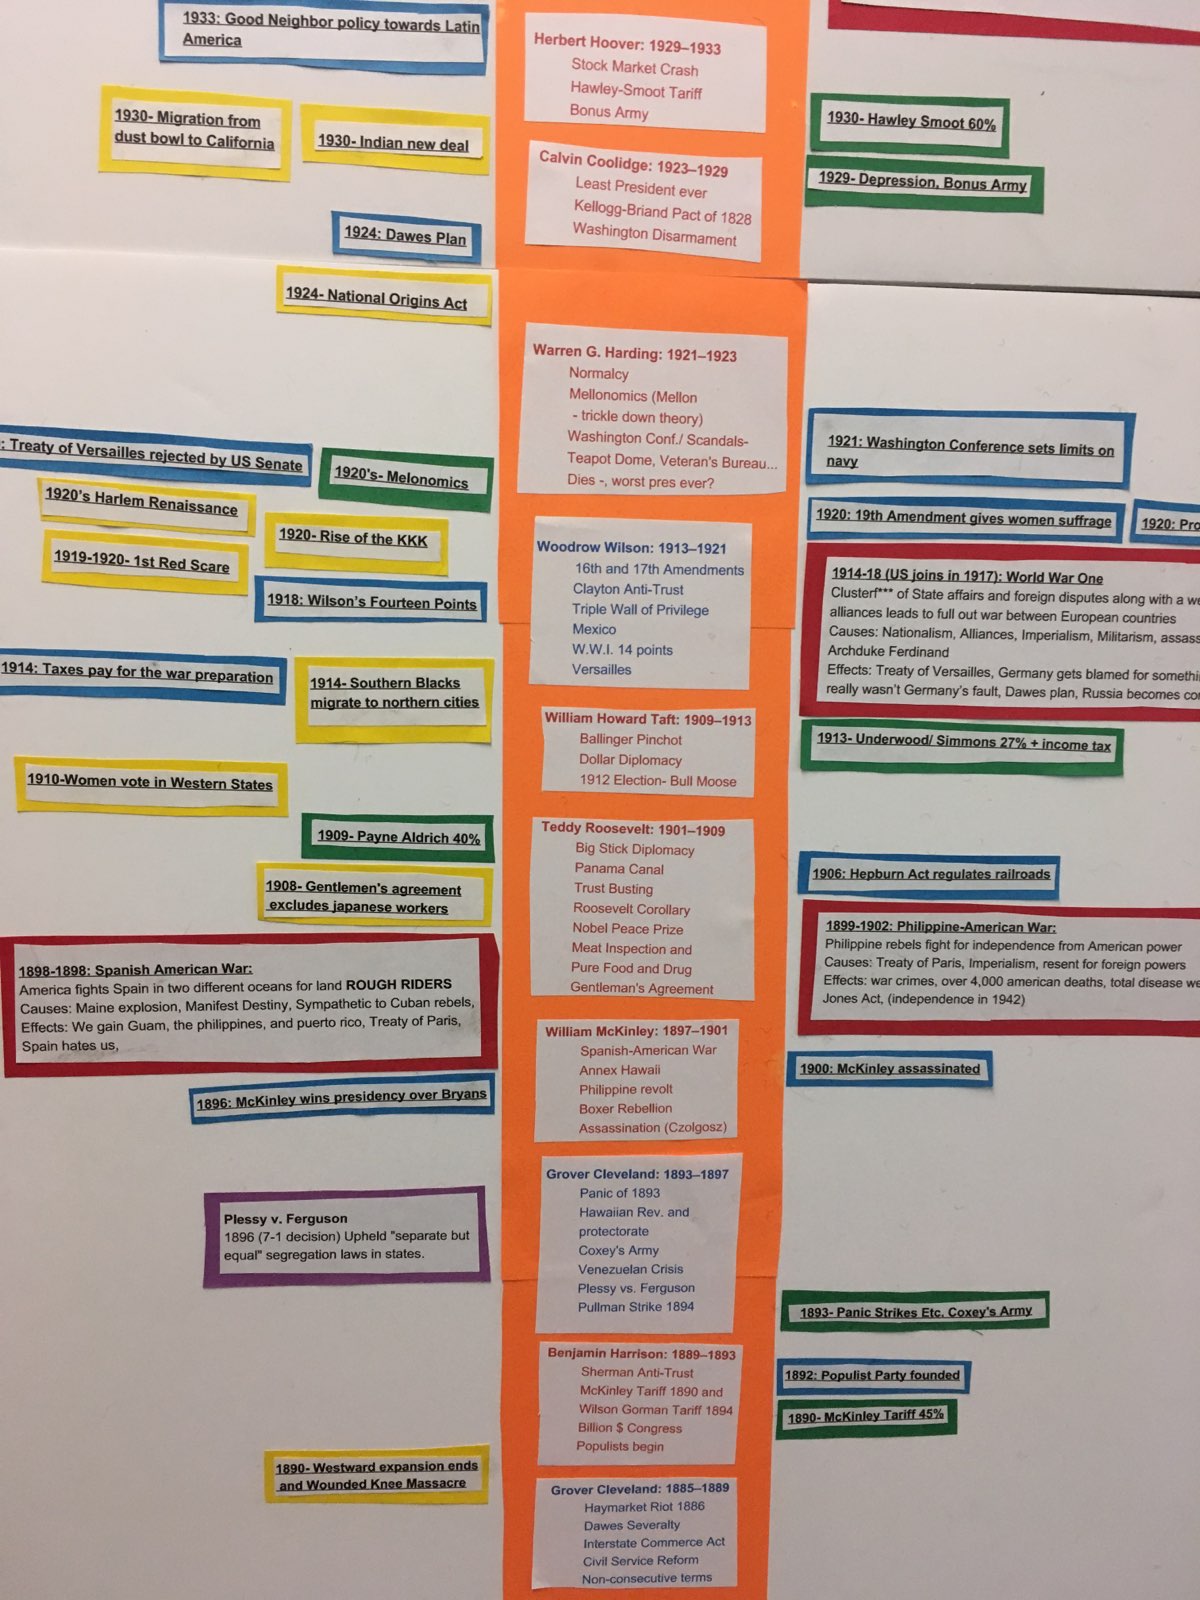 1933: Good Neighbor policy towards Latin
America
1930- Migration from
dust bowl to California
1930- Indian new deal
1924: Dawes Plan
1924- National Origins Act
: Treaty of Versailles rejected by US Senate
1920's- Melonomics
1920's Harlem Renaissance
1920- Rise of the KKK
1919-1920- 1st Red Scare
1918: Wilson's Fourteen Points
1914: Taxes pay for the war preparation
1914- Southern Blacks
migrate to northern cities
1910-Women vote in Western States
1909- Payne Aldrich 40%
1908- Gentlemen's agreement
excludes japanese workers
1898-1898: Spanish American War:
America fights Spain in two different oceans for land ROUGH RIDERS
Causes: Maine explosion, Manifest Destiny, Sympathetic to Cuban rebels,
Effects: We gain Guam, the philippines, and puerto rico, Treaty of Paris,
Spain hates us,
1896: McKinley wins presidency over Bryans
Plessy v. Ferguson
1896 (7-1 decision) Upheld "separate but
equal" segregation laws in states.
1890- Westward expansion ends
and Wounded Knee Massacre
Herbert Hoover: 1929–1933
Stock Market Crash
Hawley-Smoot Tariff
Bonus Army
Calvin Coolidge: 1923–1929
Least President ever
Kellogg-Briand Pact of 1828
Washington Disarmament
Warren G. Harding: 1921–1923
Normalcy
Mellonomics (Mellon
- trickle down theory)
Washington Conf./ Scandals-
Teapot Dome, Veteran's Bureau...
Dies -, worst pres ever?
Woodrow Wilson: 1913–1921
16th and 17th Amendments
Clayton Anti-Trust
Triple Wall of Privilege
Mexico
W.W.I. 14 points
Versailles
William Howard Taft: 1909–1913
Ballinger Pinchot
Dollar Diplomacy
1912 Election- Bull Moose
Teddy Roosevelt: 1901–1909
Big Stick Diplomacy
Panama Canal
Trust Busting
Roosevelt Corollary
Nobel Peace Prize
Meat Inspection and
Pure Food and Drug
Gentleman's Agreement
William McKinley: 1897–1901
Spanish-American War
Annex Hawaii
Philippine revolt
Boxer Rebellion
Assassination (Czolgosz)
Grover Cleveland: 1893–1897
Panic of 1893
Hawaiian Rev. and
protectorate
Coxey's Army
Venezuelan Crisis
Plessy vs. Ferguson
Pullman Strike 1894
Benjamin Harrison: 1889–1893
Sherman Anti-Trust
McKinley Tariff 1890 and
Wilson Gorman Tariff 1894
Billion $ Congress
Populists begin
Grover Cleveland: 1885–1889
Haymarket Riot 1886
Dawes Severalty
Interstate Commerce Act
Civil Service Reform
Non-consecutive terms
1930- Hawley Smoot 60%
1929- Depression, Bonus Army
1921: Washington Conference sets limits on
navy
1920: 19th Amendment gives women suffrage
1920: Pro
1914-18 (US joins in 1917): World War One
Clusterf*** of State affairs and foreign disputes along with a we
alliances leads to full out war between European countries
Causes: Nationalism, Alliances, Imperialism, Militarism, assass
Archduke Ferdinand
Effects: Treaty of Versailles, Germany gets blamed for somethi
really wasn't Germany's fault, Dawes plan, Russia becomes co
1913- Underwood/ Simmons 27% + income tax
1906: Hepburn Act regulates railroads
1899-1902: Philippine-American War:
Philippine rebels fight for independence from American power
Causes: Treaty of Paris, Imperialism, resent for foreign powers
Effects: war crimes, over 4,000 american deaths, total disease we
Jones Act, (independence in 1942)
1900: McKinley assassinated
1893- Panic Strikes Etc. Coxey's Army
1892: Populist Party founded
1890- McKinley Tariff 45%